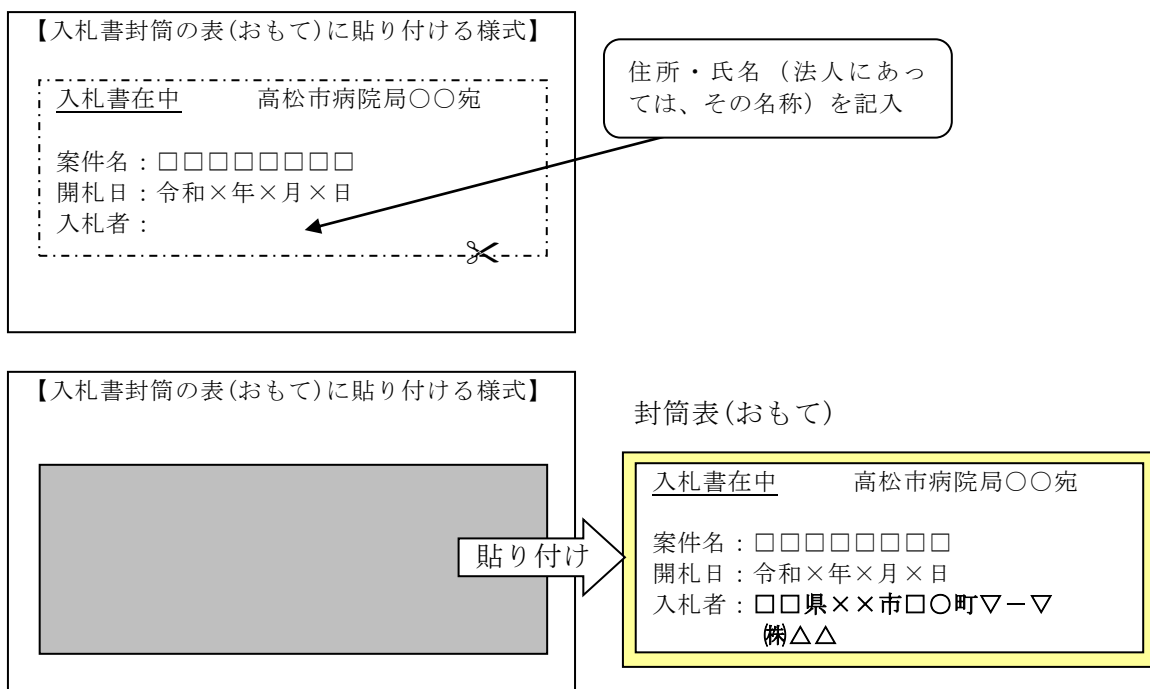 【入札書封筒の表(おもて)に貼り付ける様式】
入札書在中　　　高松市病院局○○宛
案件名：□□□□□□□□
開札日：令和×年×月×日
入札者：
住所・氏名（法人にあっ
ては、その名称）を記入
【入札書封筒の表(おもて)に貼り付ける様式】
貼り付け
封筒表(おもて)
入札書在中　　　高松市病院局○○宛
案件名：□□□□□□□□
開札日：令和×年×月×日
入札者：□□県××市□○町▽－▽
㈱△△